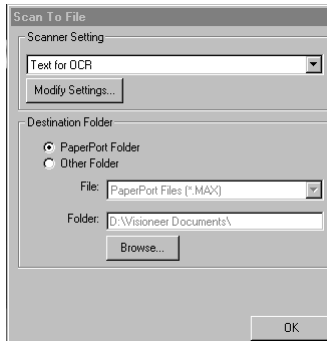 Scan To File
Scanner Setting
Text for OCR
Modify Settings...
Destination Folder
PaperPort Folder
Other Folder
File: PaperPort Files (*.MAX)
Folder: D:\Visioneer Documents\
Browse...
OK